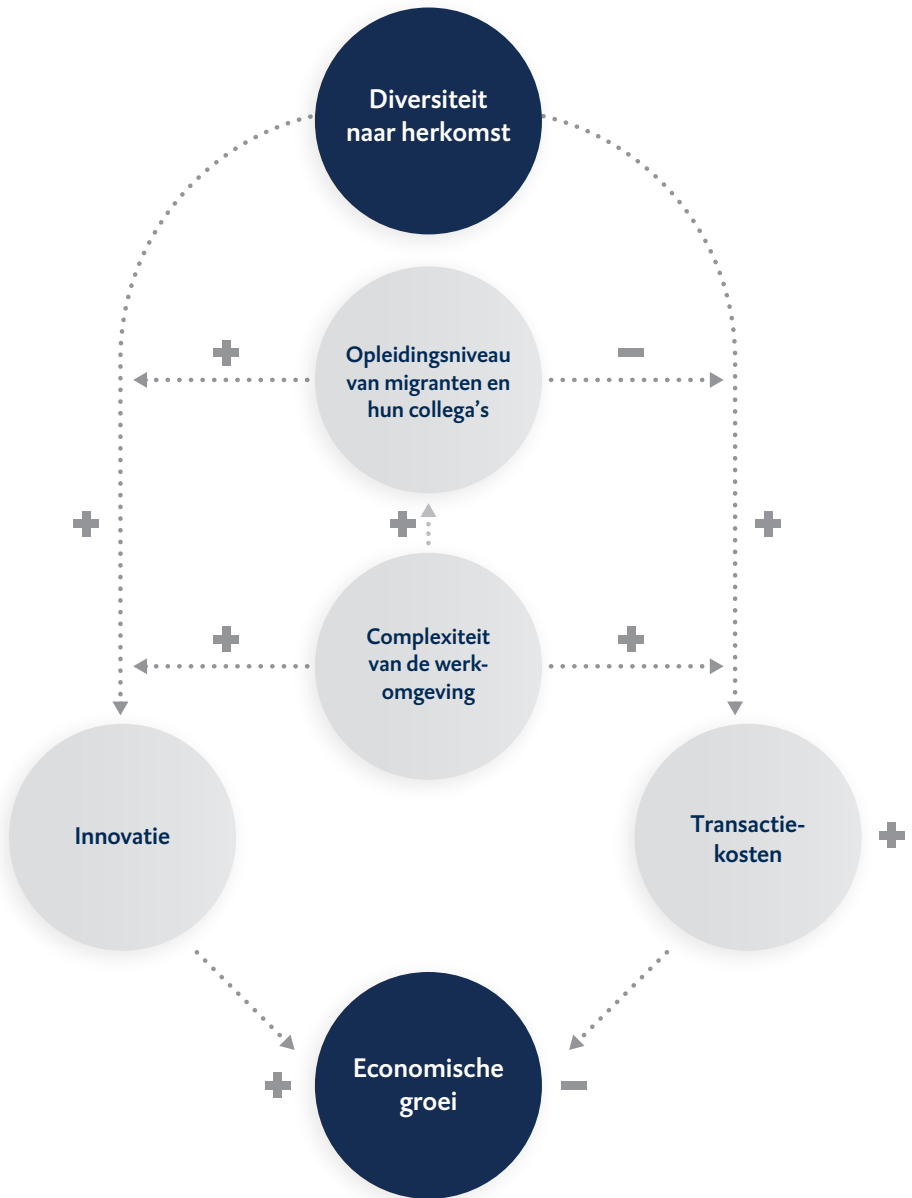 Diversiteit
naar herkomst
+
Opleidingsniveau
van migranten en
hun collega's
−
+
+
+
+
Complexiteit
van de werk-
omgeving
+
Innovatie
Transactie-
kosten
+
+
Economische
groei
−